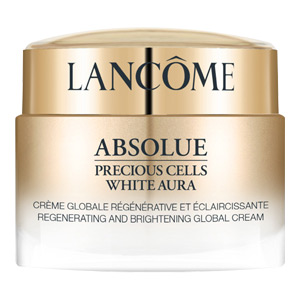 LANCÔME
ABSOLUE
PRECIOUS CELLS
WHITE AURA
CRÈME GLOBALE RÉGÉNÉRATIVE ET ÉCLAIRCISSANTE
REGENERATING AND BRIGHTENING GLOBAL CREAM